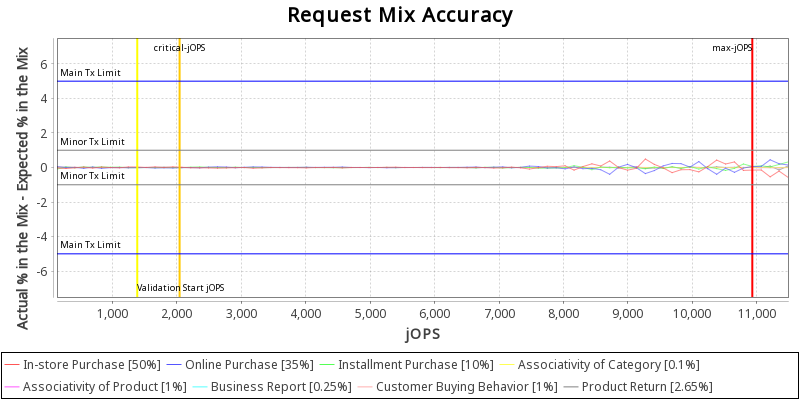 Request Mix Accuracy
critical-jOPS
max-jOPS
Main Tx Limit
Minor Tx Limit
Minor Tx Limit
Main Tx Limit
Validation Start jOPS
6
4
2
0
-2
-4
-6
Actual % in the Mix - Expected % in the Mix
1,000 2,000 3,000 4,000 5,000 6,000 7,000 8,000 9,000 10,000 11,000
jOPS
In-store Purchase [50%] Online Purchase [35%] Installment Purchase [10%] Associativity of Category [0.1%]
Associativity of Product [1%] Business Report [0.25%] Customer Buying Behavior [1%] Product Return [2.65%]